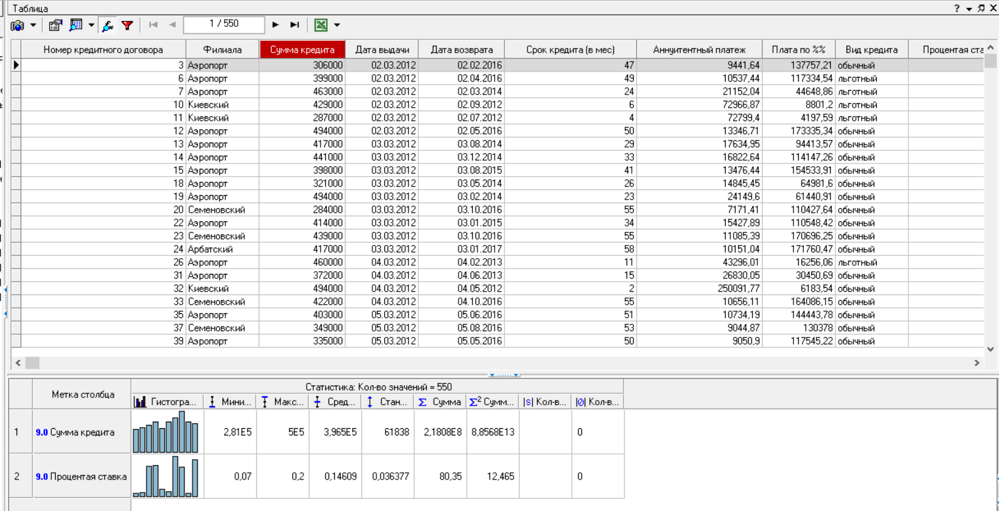 Таблица ?
1 / 550
Номер кредитного договора Филиала Сумма кредита Дата выдачи Дата возврата Срок кредита (в мес) Аннуитентный платеж Плата по %% Вид кредита Процентая ста
3 Аэропорт 306000 02.03.2012 02.02.2016 47 9441,64 137757,21 обычный
6 Аэропорт 399000 02.03.2012 02.04.2016 49 10537,44 117334,54 льготный
7 Аэропорт 463000 02.03.2012 02.03.2014 24 21152,04 44648,86 льготный
10 Киевский 429000 02.03.2012 02.09.2012 6 72966,87 8801,2 льготный
11 Киевский 287000 02.03.2012 02.07.2012 4 72799,4 4197,59 льготный
12 Аэропорт 494000 02.03.2012 02.05.2016 50 13346,71 173335,34 обычный
13 Аэропорт 417000 03.03.2012 03.08.2014 29 17634,95 94413,57 обычный
14 Аэропорт 441000 03.03.2012 03.12.2014 33 16822,64 114147,26 обычный
15 Аэропорт 398000 03.03.2012 03.08.2015 41 13476,44 154533,91 обычный
18 Аэропорт 321000 03.03.2012 03.05.2014 26 14845,45 64981,6 обычный
19 Аэропорт 494000 03.03.2012 03.02.2014 23 24149,6 61440,91 обычный
20 Семеновский 284000 03.03.2012 03.10.2016 55 7171,41 110427,64 обычный
22 Аэропорт 414000 03.03.2012 03.01.2015 34 15427,89 110548,42 обычный
23 Семеновский 439000 03.03.2012 03.10.2016 55 11085,39 170696,25 обычный
24 Арбатский 417000 03.03.2012 03.01.2017 58 10151,04 171760,47 обычный
26 Аэропорт 460000 04.03.2012 04.02.2013 11 43296,01 16256,06 льготный
31 Аэропорт 372000 04.03.2012 04.06.2013 15 26830,05 30450,69 обычный
32 Киевский 494000 04.03.2012 04.05.2012 2 250091,77 6183,54 обычный
33 Семеновский 422000 04.03.2012 04.10.2016 55 10656,11 164086,15 обычный
35 Аэропорт 403000 05.03.2012 05.06.2016 51 10734,19 144443,78 обычный
37 Семеновский 349000 05.03.2012 05.08.2016 53 9044,87 130378 обычный
39 Аэропорт 335000 05.03.2012 05.05.2016 50 9050,9 117545,22 обычный
Метка столбца Статистика: Кол-во значений = 550
Гистогра... Мини... Макс... Сред... Стан... Σ Сумма Σ² Сумм... |S| Кол-в... |0| Кол-в...
1 9.0 Сумма кредита 2,81E5 5E5 3,965E5 61838 2,1808E8 8,8568E13 0
2 9.0 Процентая ставка 0,07 0,2 0,14609 0,036377 80,35 12,465 0